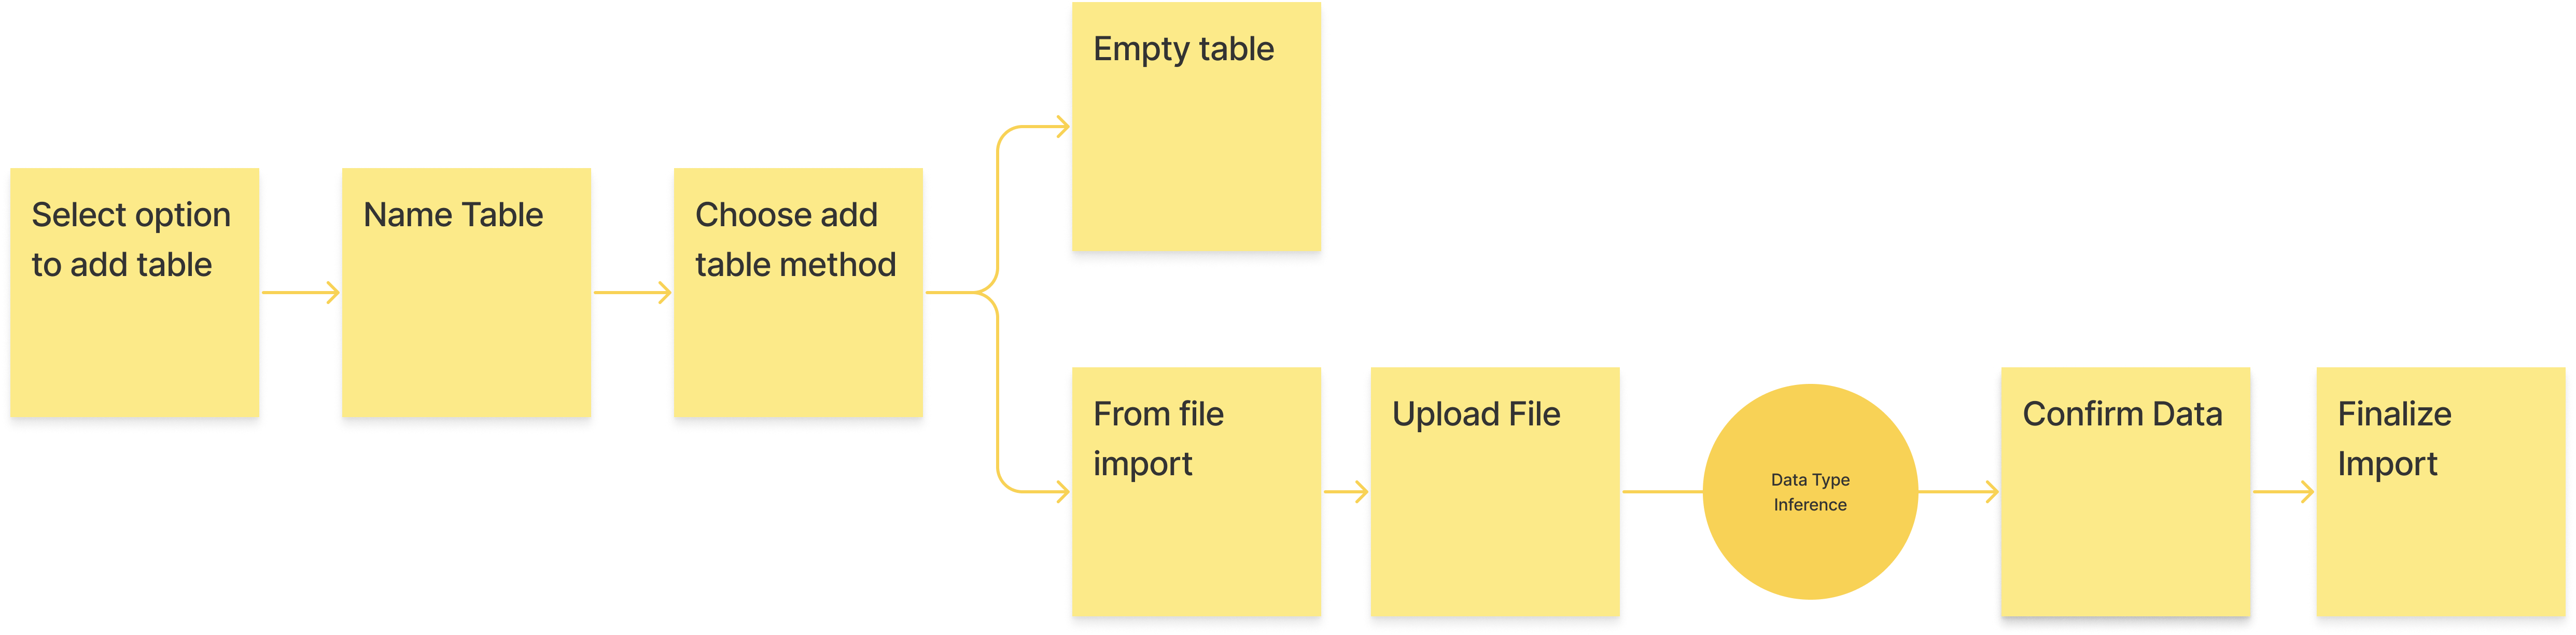 Empty table
Select option
to add table
Name Table
Choose add
table method
From file
import
Upload File
Data Type
Inference
Confirm Data
Finalize
Import